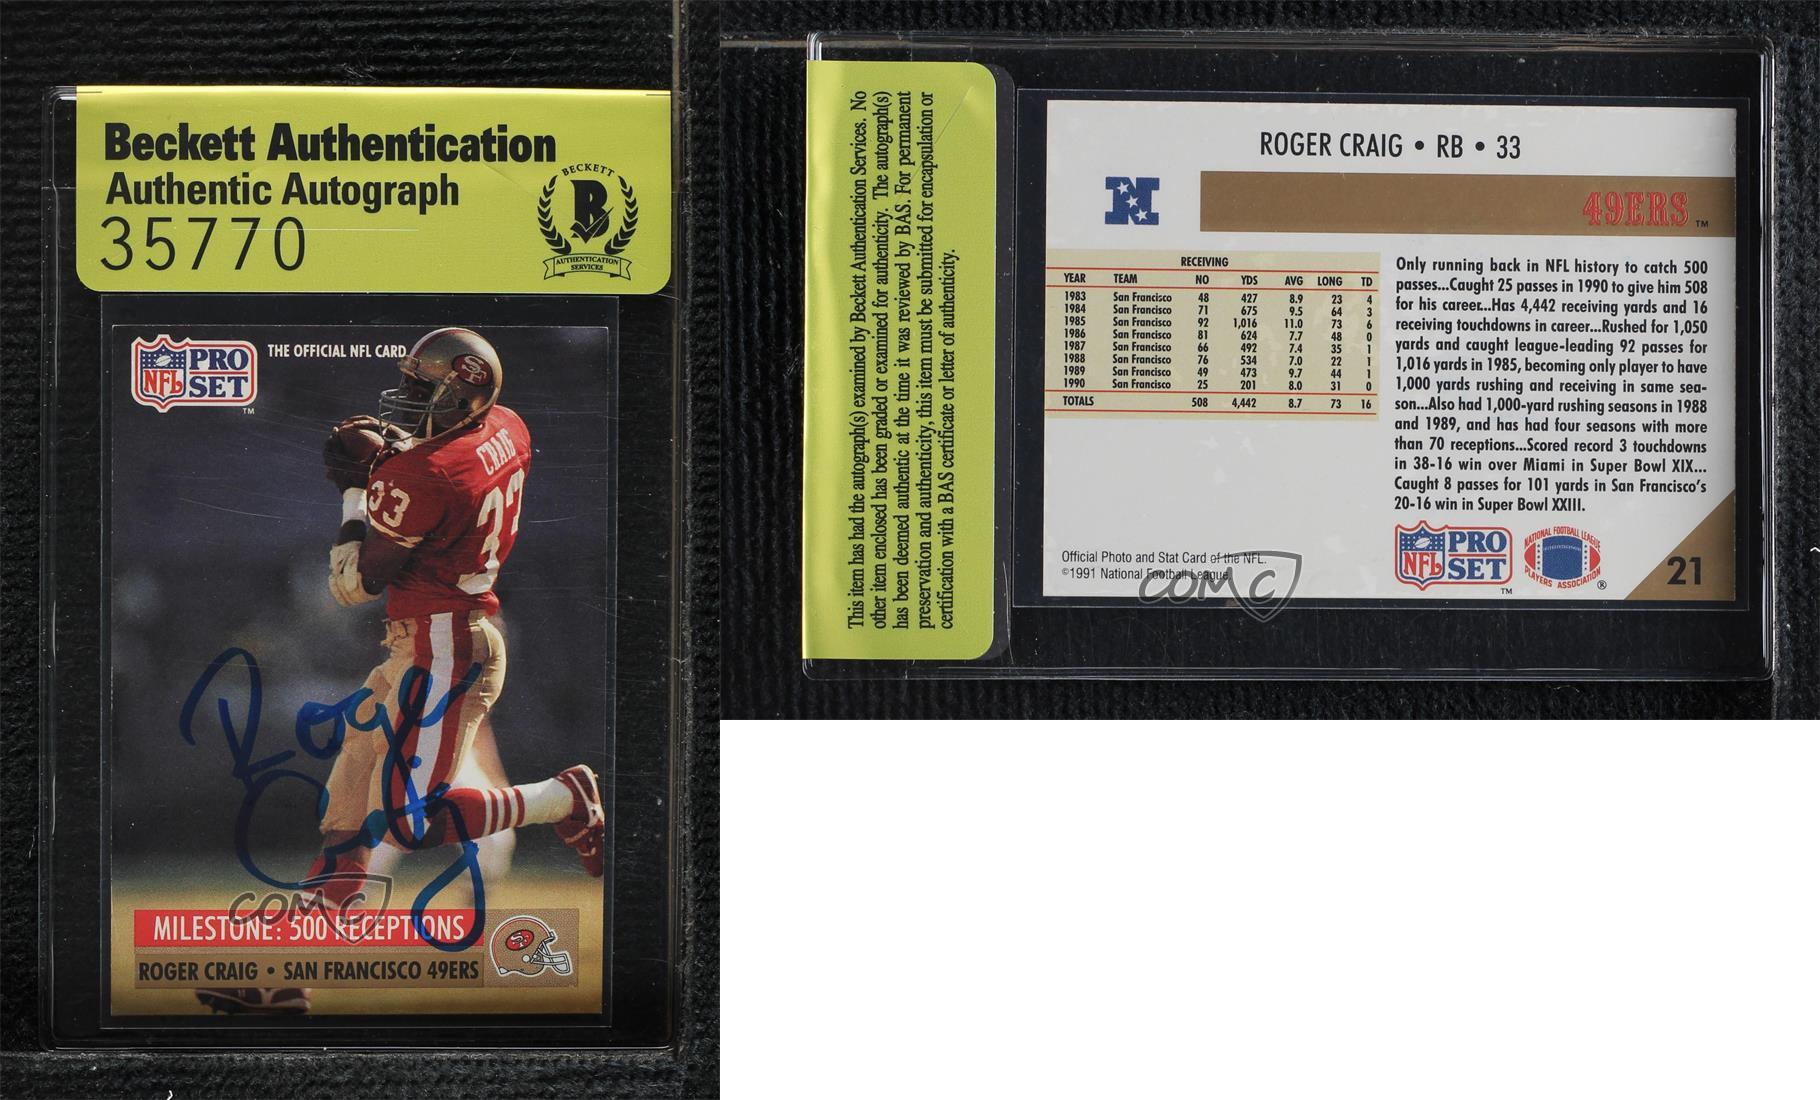 Beckett Authentication
Authentic Autograph
35770
BECKETT
B
AUTHENTICATION
SERVICES
NFL PRO SET ™
THE OFFICIAL NFL CARD
SF
CRAIG
33
33
Roger Craig
COMC
MILESTONE: 500 RECEPTIONS
ROGER CRAIG • SAN FRANCISCO 49ERS
SF
This item has had the autograph(s) examined by Beckett Authentication Services. No
other item enclosed has been graded or examined for authenticity. The autograph(s)
has been deemed authentic at the time it was reviewed by BAS. For permanent
preservation and authenticity, this item must be submitted for encapsulation or
certification with a BAS certificate or letter of authenticity.
ROGER CRAIG • RB • 33
N
49ERS ™
RECEIVING
YEAR TEAM NO YDS AVG LONG TD
1983 San Francisco 48 427 8.9 23 4
1984 San Francisco 71 675 9.5 64 3
1985 San Francisco 92 1,016 11.0 73 6
1986 San Francisco 81 624 7.7 48 0
1987 San Francisco 66 492 7.4 35 1
1988 San Francisco 76 534 7.0 22 1
1989 San Francisco 49 473 9.7 44 1
1990 San Francisco 25 201 8.0 31 0
TOTALS 508 4,442 8.7 73 16
Only running back in NFL history to catch 500
passes...Caught 25 passes in 1990 to give him 508
for his career...Has 4,442 receiving yards and 16
receiving touchdowns in career...Rushed for 1,050
yards and caught league-leading 92 passes for
1,016 yards in 1985, becoming only player to have
1,000 yards rushing and receiving in same sea-
son...Also had 1,000-yard rushing seasons in 1988
and 1989, and has had four seasons with more
than 70 receptions...Scored record 3 touchdowns
in 38-16 win over Miami in Super Bowl XIX...
Caught 8 passes for 101 yards in San Francisco's
20-16 win in Super Bowl XXIII.
Official Photo and Stat Card of the NFL.
©1991 National Football League
COMC
NFL PRO SET ™
NATIONAL FOOTBALL LEAGUE
PLAYERS ASSOCIATION ®
21